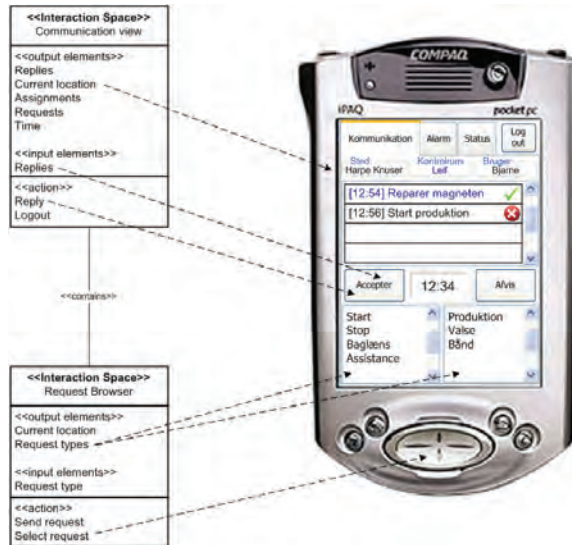 <<Interaction Space>>
Communication view
<<output elements>>
Replies
Current location
Assignments
Requests
Time
<<input elements>>
Replies
<<action>>
Reply
Logout
<<contains>>
<<Interaction Space>>
Request Browser
<<output elements>>
Current location
Request types
<<input elements>>
Request type
<<action>>
Send request
Select request
COMPAQ
iPAQ pocket pc
Kommunikation Alarm Status Log out
Sted Kontrolrum Bruger
Harpe Knuser Leif Bjarne
[12:54] Reparer magneten
[12:56] Start produktion
Accepter 12:34 Afvis
Start Produktion
Stop Valse
Baglæns Bånd
Assistance